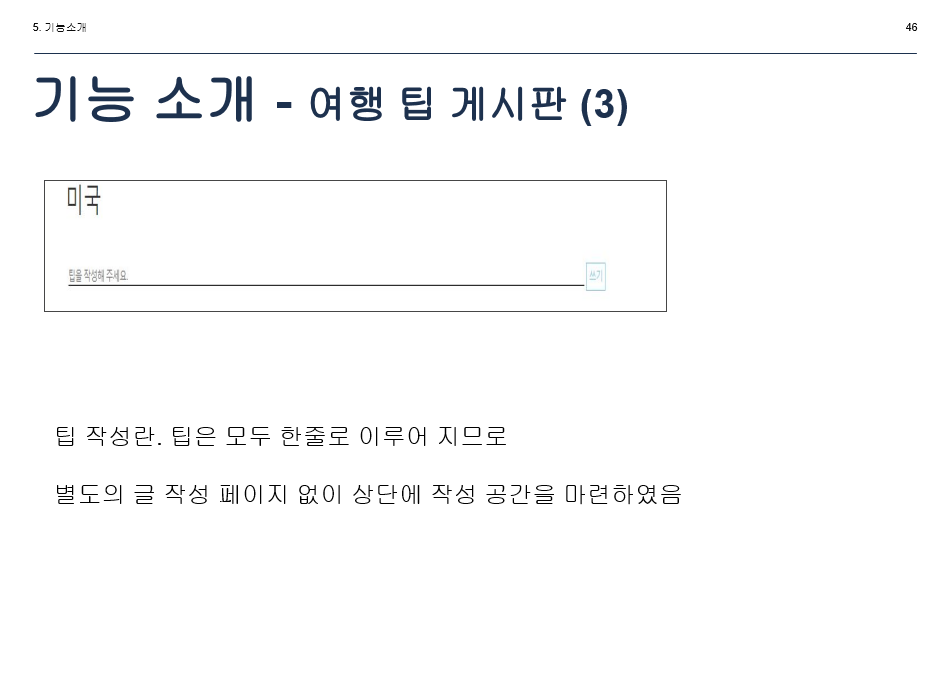 5. 기능소개
46
기능 소개 - 여행 팁 게시판 (3)
미국
팁을 작성해 주세요.
쓰기
팁 작성란. 팁은 모두 한줄로 이루어 지므로
별도의 글 작성 페이지 없이 상단에 작성 공간을 마련하였음